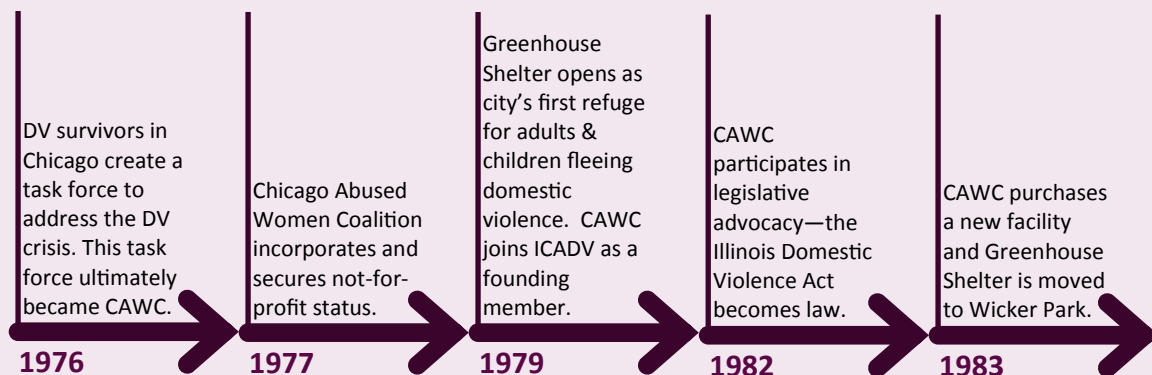 DV survivors in
Chicago create a
task force to
address the DV
crisis. This task
force ultimately
became CAWC.
1976
Chicago Abused
Women Coalition
incorporates and
secures not-for-
profit status.
1977
Greenhouse
Shelter opens as
city’s first refuge
for adults &
children fleeing
domestic
violence.  CAWC
joins ICADV as a
founding
member.
1979
CAWC
participates in
legislative
advocacy—the
Illinois Domestic
Violence Act
becomes law.
1982
CAWC purchases
a new facility
and Greenhouse
Shelter is moved
to Wicker Park.
1983